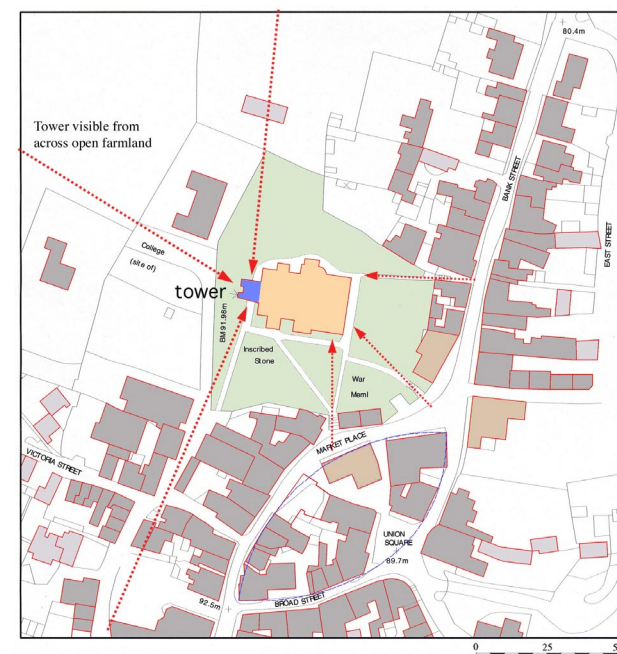 80.4m
Tower visible from
across open farmland
BANK STREET
EAST STREET
College
(site of)
tower
BM 91.98m
Inscribed
Stone
War
Meml
MARKET PLACE
VICTORIA STREET
UNION
SQUARE
89.7m
92.5m
BROAD STREET
0 25